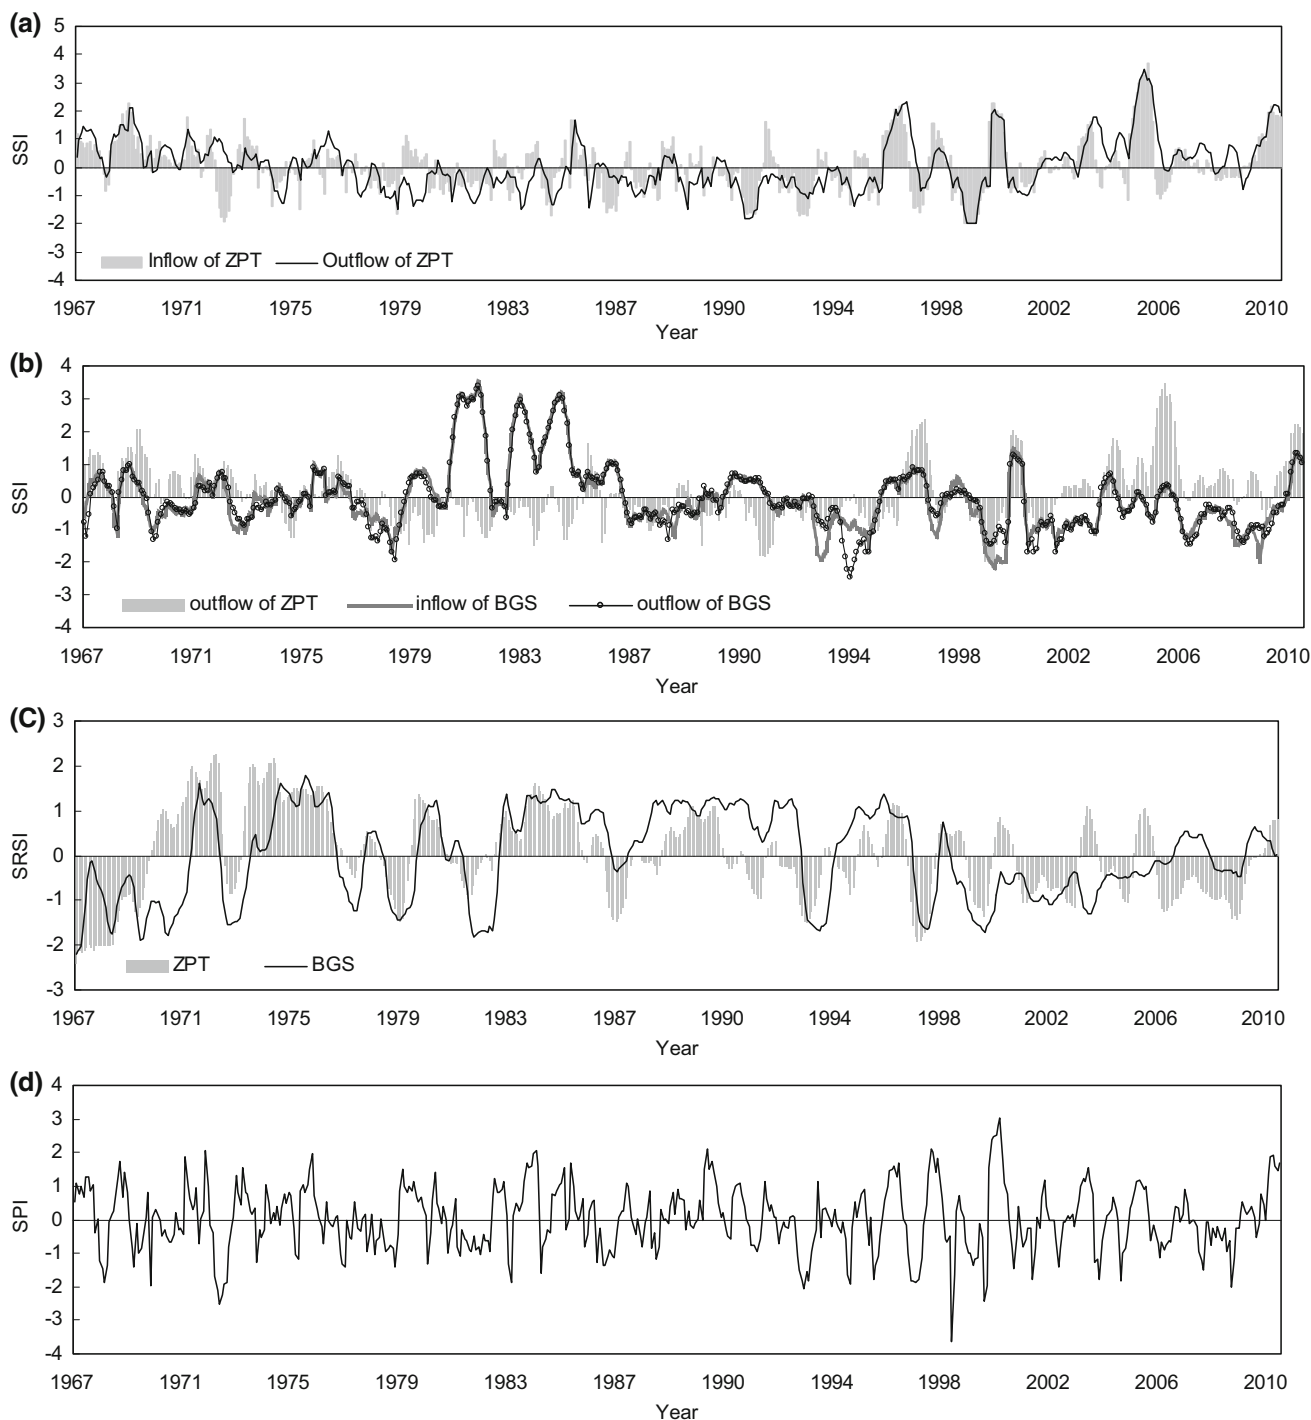 (a)
5
4
3
2
1
0
-1
-2
-3
-4
SSI
Inflow of ZPT Outflow of ZPT
1967 1971 1975 1979 1983 1987 1990 1994 1998 2002 2006 2010
Year
(b)
4
3
2
1
0
-1
-2
-3
-4
SSI
outflow of ZPT inflow of BGS outflow of BGS
1967 1971 1975 1979 1983 1987 1990 1994 1998 2002 2006 2010
Year
(C)
3
2
1
0
-1
-2
-3
SRSI
ZPT BGS
1967 1971 1975 1979 1983 1987 1990 1994 1998 2002 2006 2010
Year
(d)
4
3
2
1
0
-1
-2
-3
-4
SPI
1967 1971 1975 1979 1983 1987 1990 1994 1998 2002 2006 2010
Year